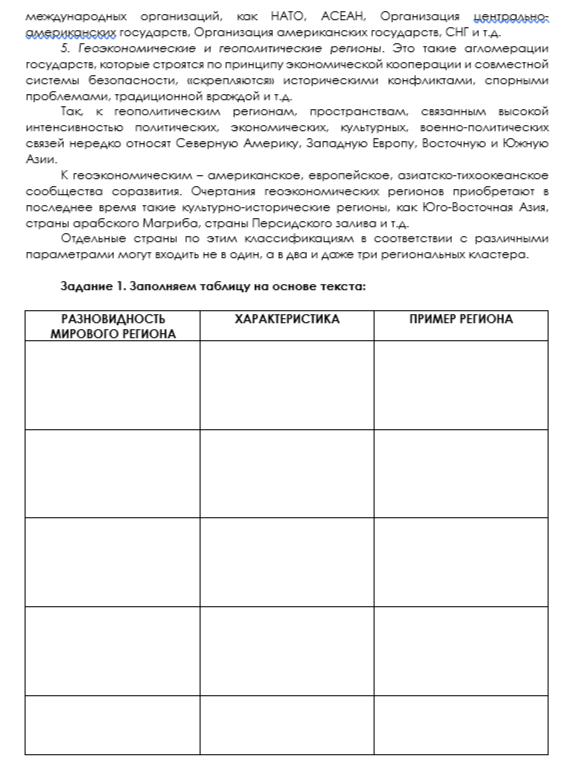 международных организаций, как НАТО, АСЕАН, Организация центрально-
американских государств, Организация американских государств, СНГ и т.д.
5. Геоэкономические и геополитические регионы. Это такие агломерации
государств, которые строятся по принципу экономической кооперации и совместной
системы безопасности, «скрепляются» историческими конфликтами, спорными
проблемами, традиционной враждой и т.д.
Так, к геополитическим регионам, пространствам, связанным высокой
интенсивностью политических, экономических, культурных, военно-политических
связей нередко относят Северную Америку, Западную Европу, Восточную и Южную
Азии.
К геоэкономическим – американское, европейское, азиатско-тихоокеанское
сообщества соразвития. Очертания геоэкономических регионов приобретают в
последнее время такие культурно-исторические регионы, как Юго-Восточная Азия,
страны арабского Магриба, страны Персидского залива и т.д.
Отдельные страны по этим классификациям в соответствии с различными
параметрами могут входить не в один, а в два и даже три региональных кластера.
Задание 1. Заполняем таблицу на основе текста:
РАЗНОВИДНОСТЬ
МИРОВОГО РЕГИОНА
ХАРАКТЕРИСТИКА
ПРИМЕР РЕГИОНА